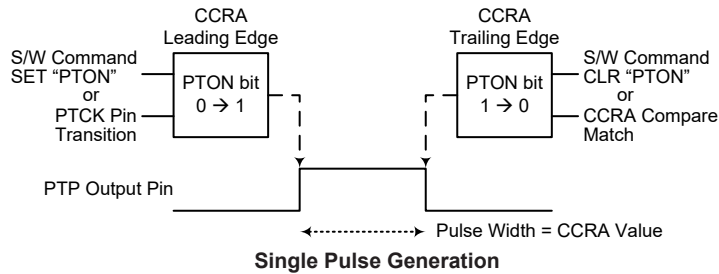 CCRA
Leading Edge
S/W Command
SET “PTON”
or
PTCK Pin
Transition
PTON bit
0 → 1
CCRA
Trailing Edge
PTON bit
1 → 0
S/W Command
CLR “PTON”
or
CCRA Compare
Match
PTP Output Pin
Pulse Width = CCRA Value
Single Pulse Generation